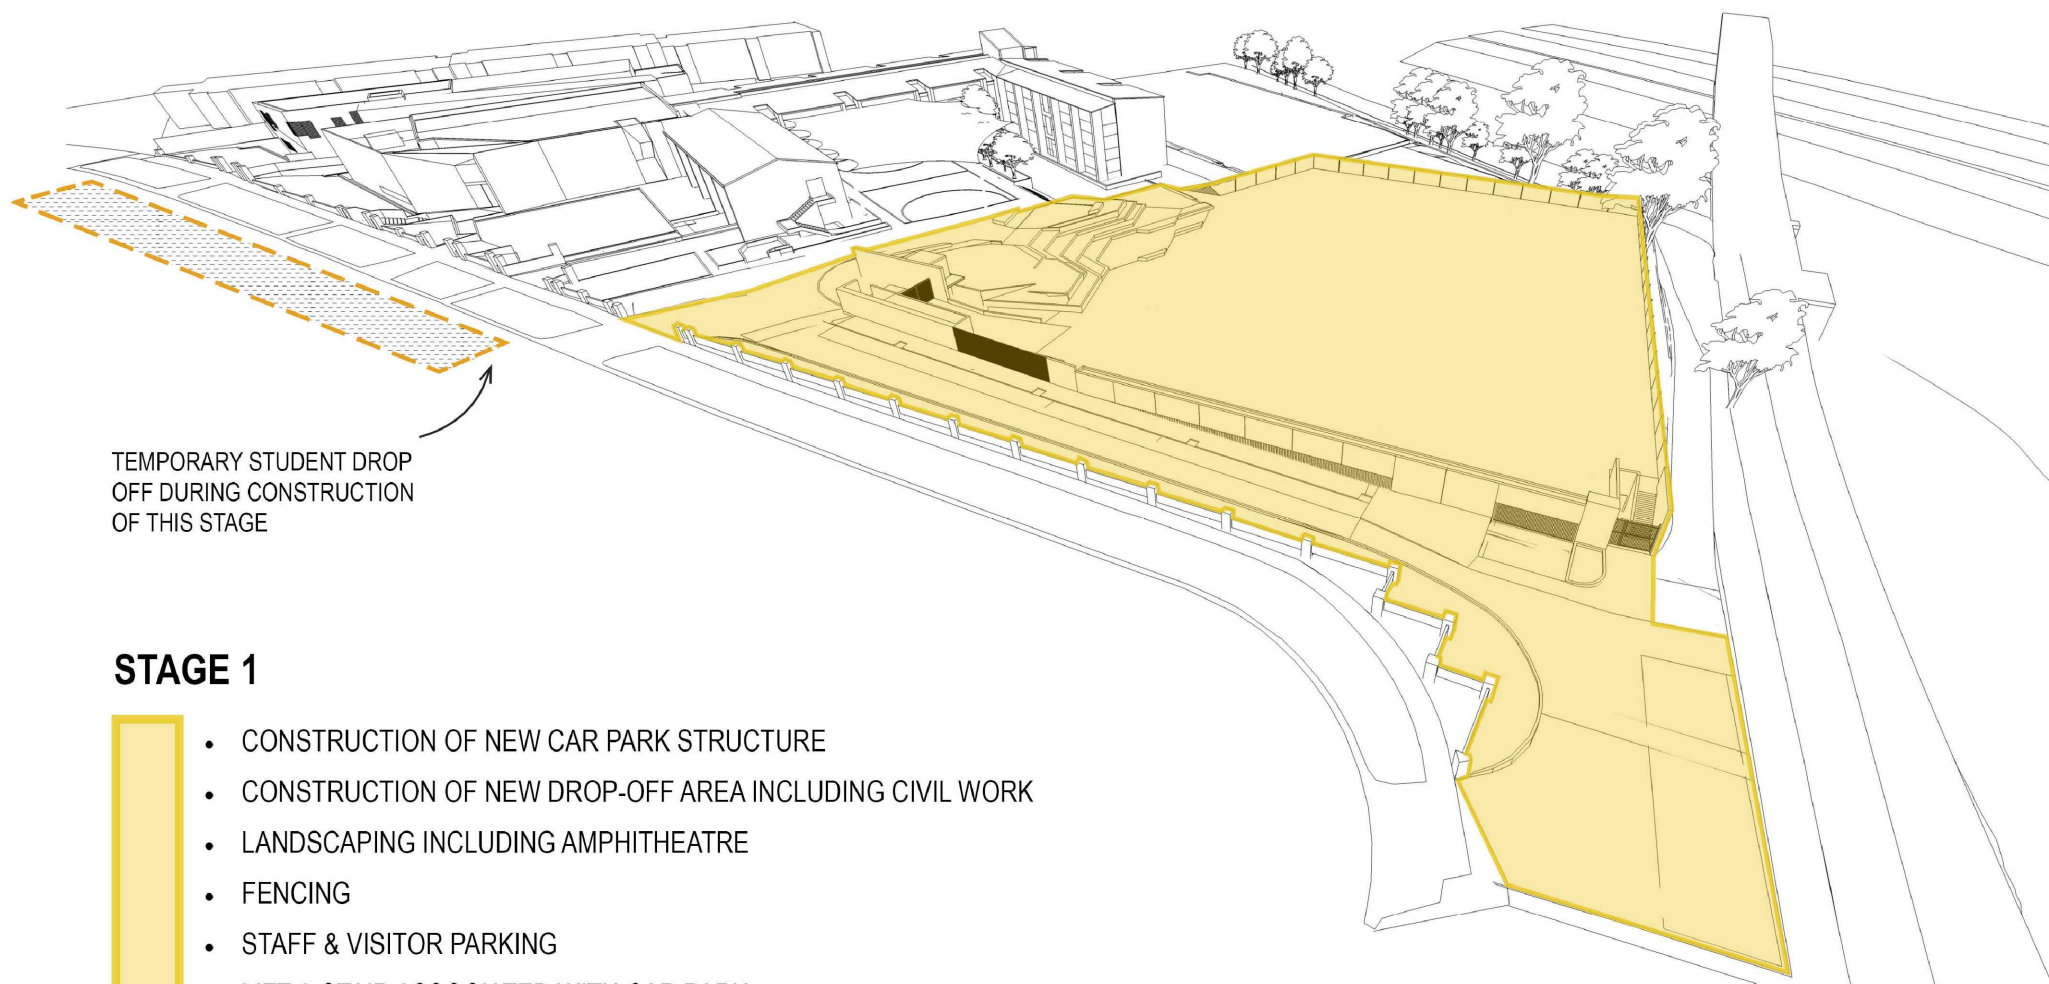 TEMPORARY STUDENT DROP
OFF DURING CONSTRUCTION
OF THIS STAGE
STAGE 1
• CONSTRUCTION OF NEW CAR PARK STRUCTURE
• CONSTRUCTION OF NEW DROP-OFF AREA INCLUDING CIVIL WORK
• LANDSCAPING INCLUDING AMPHITHEATRE
• FENCING
• STAFF & VISITOR PARKING